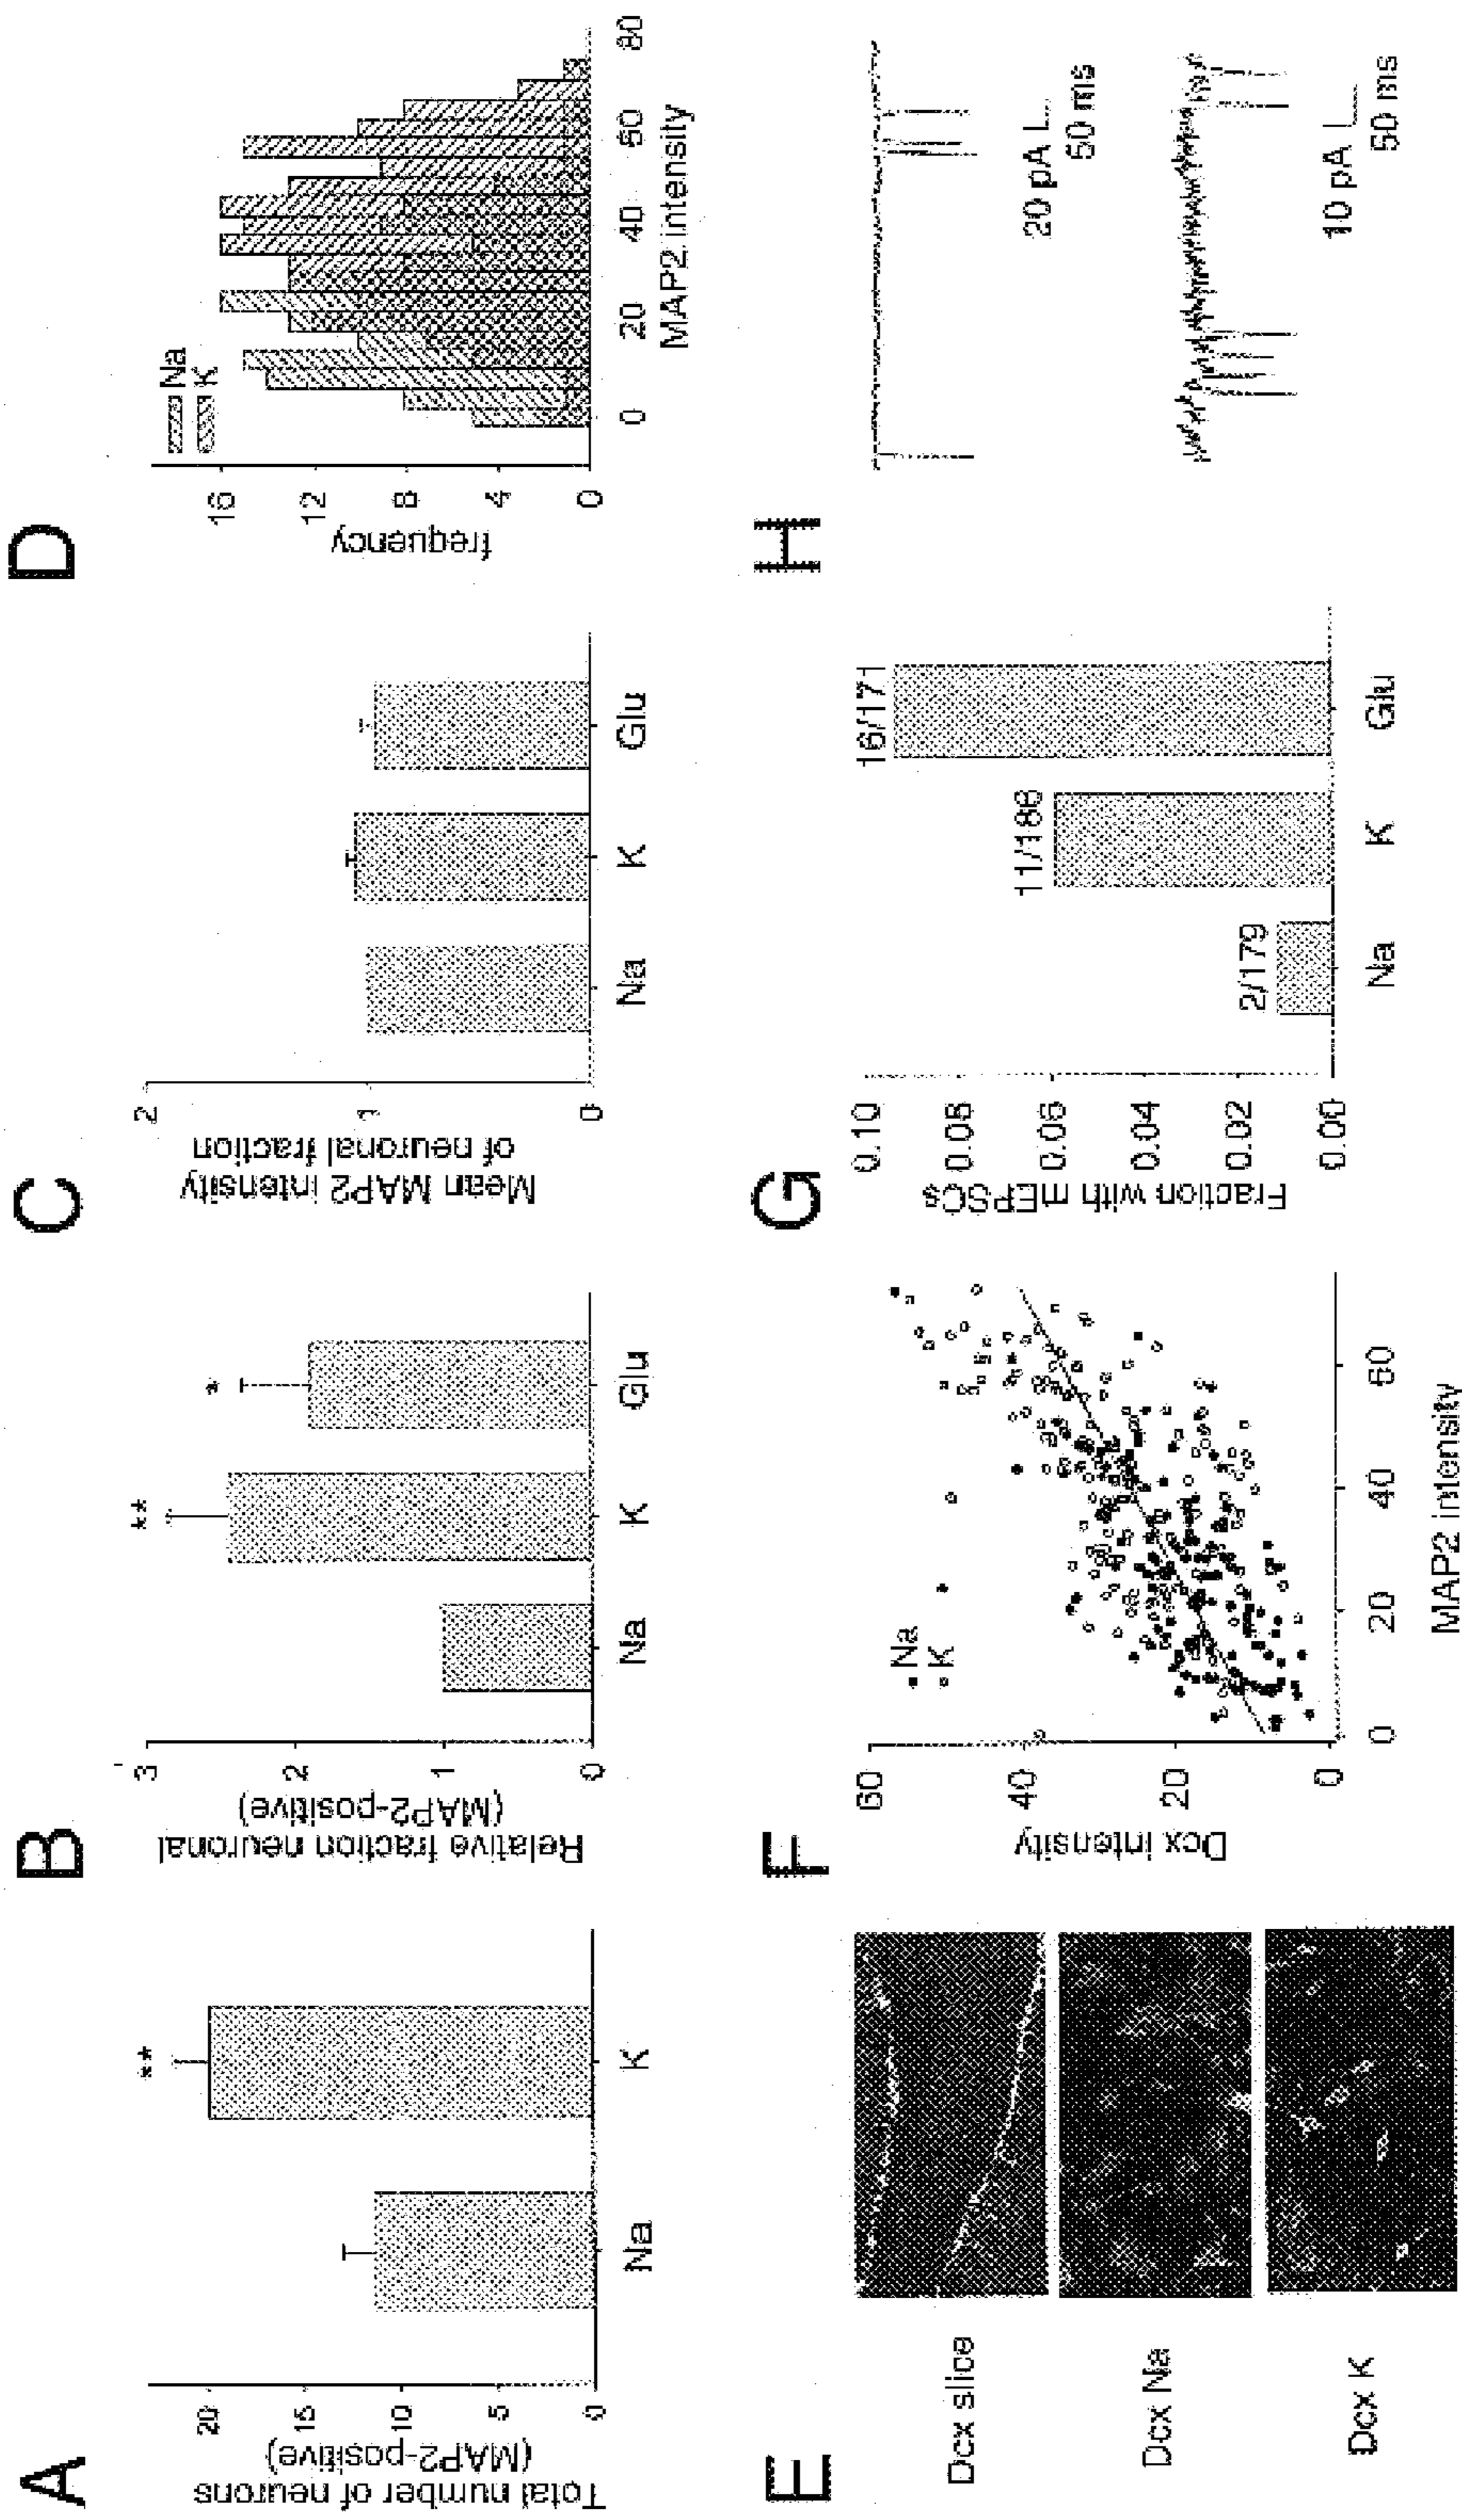 A
Total number of neurons
(MAP2-positive)
20
15
10
5
0
**
Na
K
B
Relative fraction neuronal
(MAP2-positive)
3
2
1
0
**
*
Na
K
Glu
C
Mean MAP2 intensity
of neuronal fraction
2
1
0
Na
K
Glu
D
frequency
16
12
8
4
0
Na
K
0
20
40
60
80
MAP2 intensity
E
Dcx slice
Dcx Na
Dcx K
F
Dcx intensity
60
40
20
0
Na
K
0
20
40
60
MAP2 intensity
G
Fraction with mEPSCs
0.10
0.08
0.06
0.04
0.02
0.00
2/179
11/186
16/171
Na
K
Glu
H
20 pA
50 ms
10 pA
50 ms